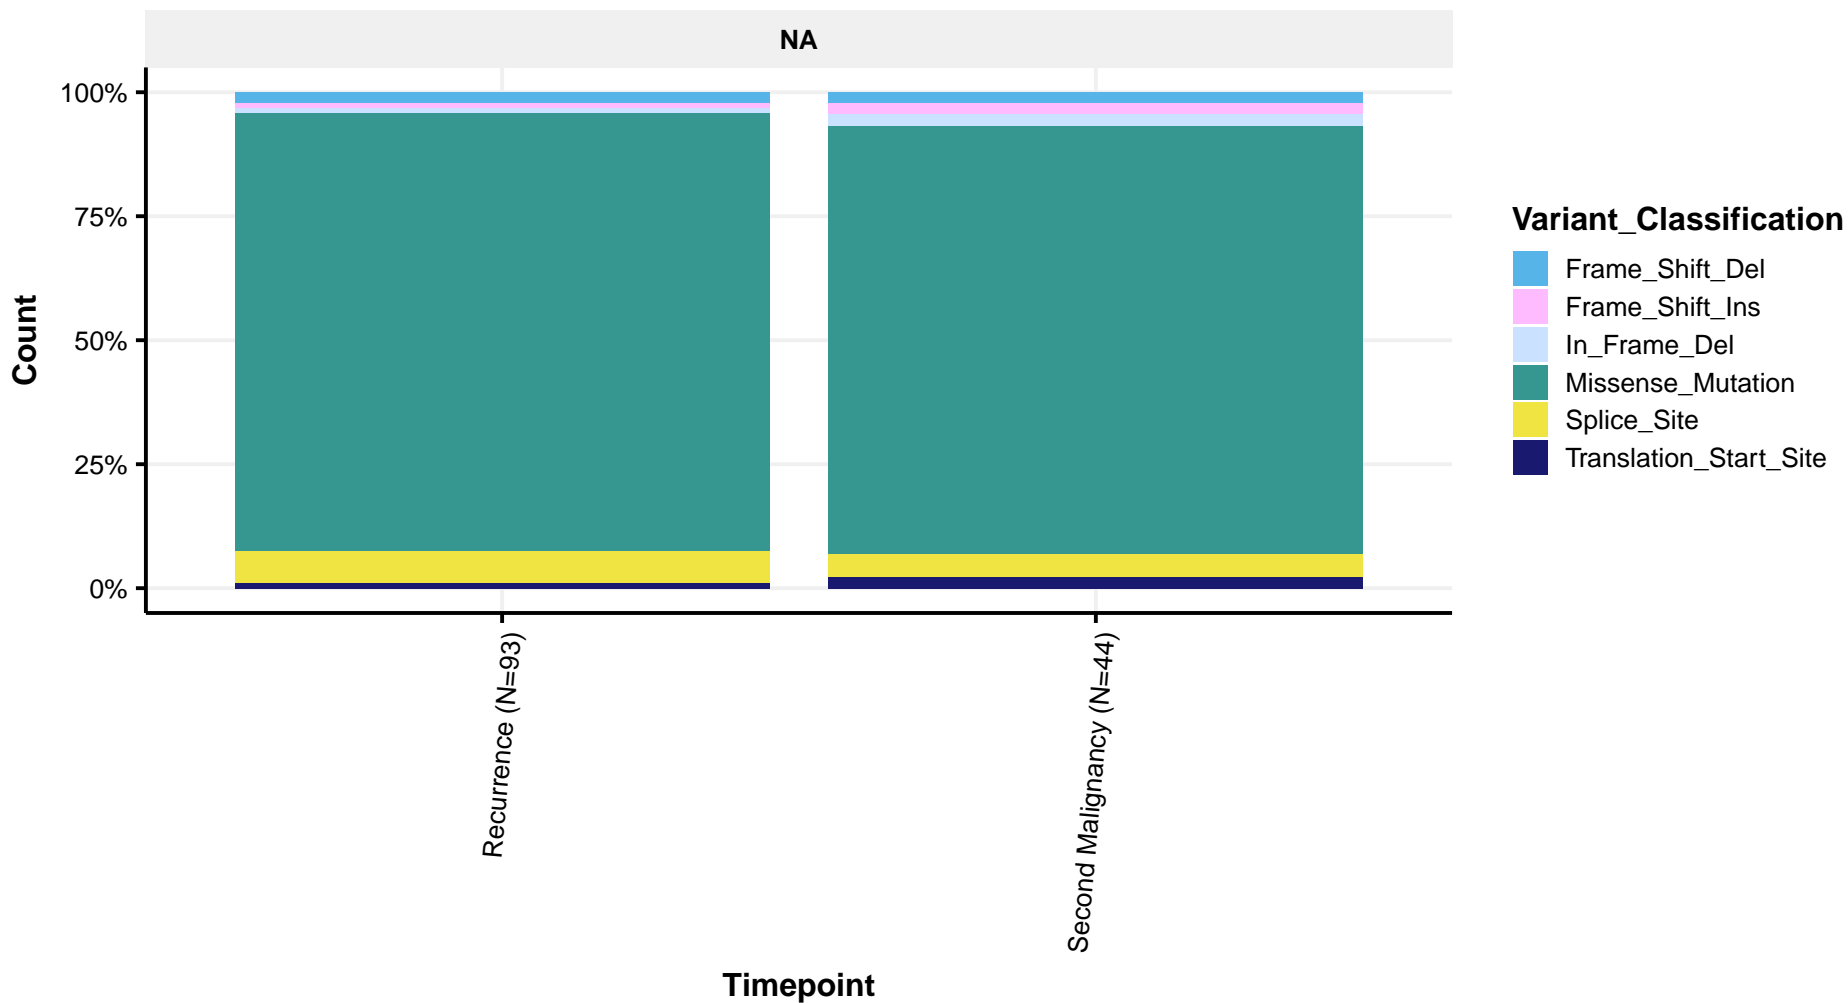 NA
Count
100%
75%
50%
25%
0%
Recurrence (N=93)
Second Malignancy (N=44)
Timepoint
Variant_Classification
Frame_Shift_Del
Frame_Shift_Ins
In_Frame_Del
Missense_Mutation
Splice_Site
Translation_Start_Site